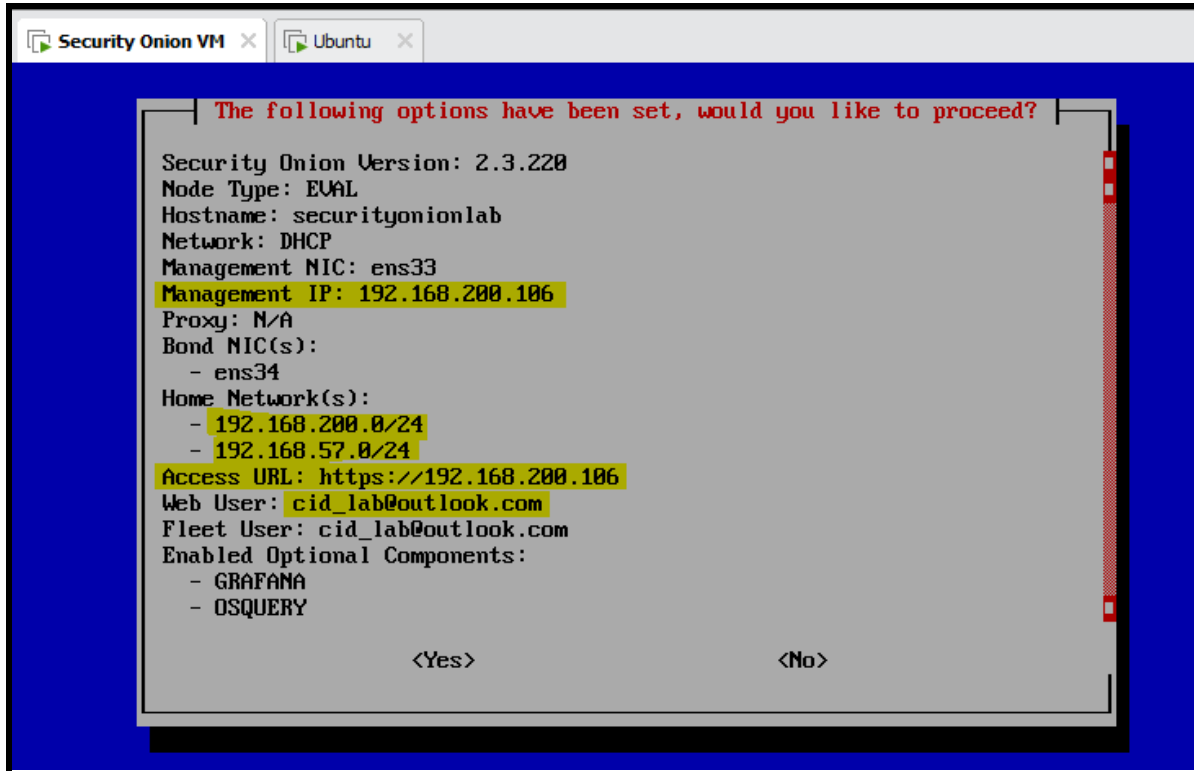 Security Onion VM
Ubuntu
The following options have been set, would you like to proceed?
Security Onion Version: 2.3.220
Node Type: EVAL
Hostname: securityonionlab
Network: DHCP
Management NIC: ens33
Management IP: 192.168.200.106
Proxy: N/A
Bond NIC(s):
- ens34
Home Network(s):
- 192.168.200.0/24
- 192.168.57.0/24
Access URL: https://192.168.200.106
Web User: cid_lab@outlook.com
Fleet User: cid_lab@outlook.com
Enabled Optional Components:
- GRAFANA
- OSQUERY
<Yes> <No>